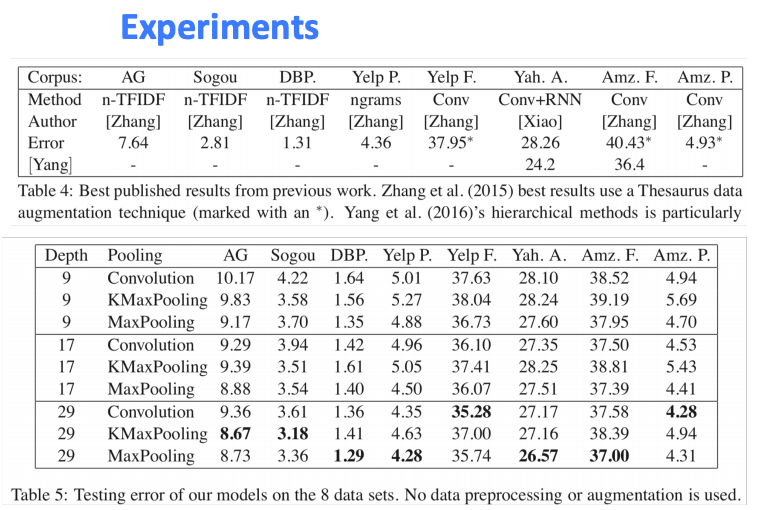 Experiments
Corpus: AG Sogou DBP. Yelp P. Yelp F. Yah. A. Amz. F. Amz. P.
Method n-TFIDF n-TFIDF n-TFIDF ngrams Conv Conv+RNN Conv Conv
Author [Zhang] [Zhang] [Zhang] [Zhang] [Zhang] [Xiao] [Zhang] [Zhang]
Error 7.64 2.81 1.31 4.36 37.95* 28.26 40.43* 4.93*
[Yang] - - - - - 24.2 36.4 -
Table 4: Best published results from previous work. Zhang et al. (2015) best results use a Thesaurus data
augmentation technique (marked with an *). Yang et al. (2016)'s hierarchical methods is particularly
Depth Pooling AG Sogou DBP. Yelp P. Yelp F. Yah. A. Amz. F. Amz. P.
9 Convolution 10.17 4.22 1.64 5.01 37.63 28.10 38.52 4.94
9 KMaxPooling 9.83 3.58 1.56 5.27 38.04 28.24 39.19 5.69
9 MaxPooling 9.17 3.70 1.35 4.88 36.73 27.60 37.95 4.70
17 Convolution 9.29 3.94 1.42 4.96 36.10 27.35 37.50 4.53
17 KMaxPooling 9.39 3.51 1.61 5.05 37.41 28.25 38.81 5.43
17 MaxPooling 8.88 3.54 1.40 4.50 36.07 27.51 37.39 4.41
29 Convolution 9.36 3.61 1.36 4.35 35.28 27.17 37.58 4.28
29 KMaxPooling 8.67 3.18 1.41 4.63 37.00 27.16 38.39 4.94
29 MaxPooling 8.73 3.36 1.29 4.28 35.74 26.57 37.00 4.31
Table 5: Testing error of our models on the 8 data sets. No data preprocessing or augmentation is used.